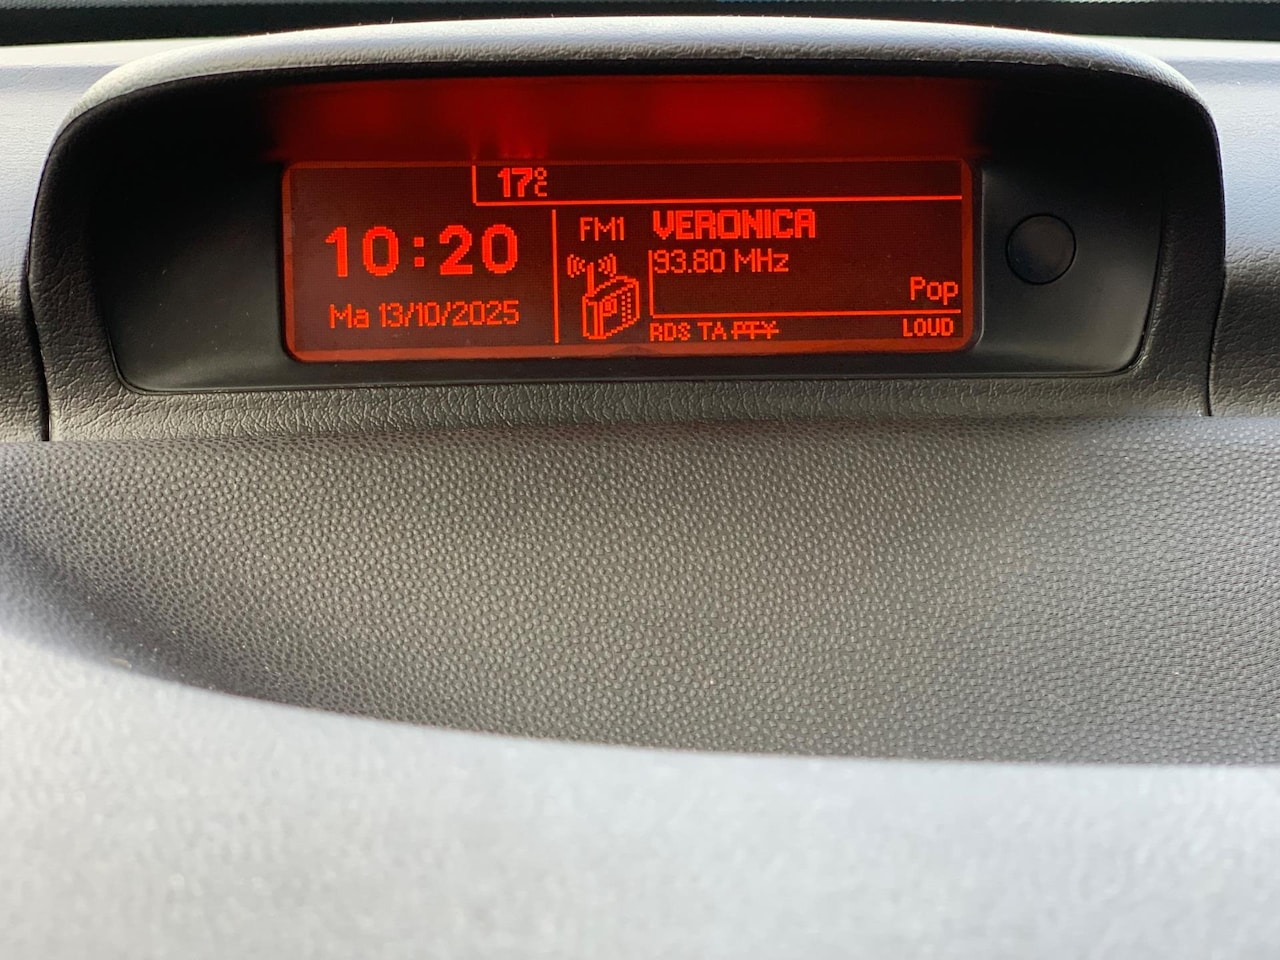 17°C
10:20
Ma 13/10/2025
FM1 VERONICA
93.80 MHz
Pop
RDS TA PTY
LOUD